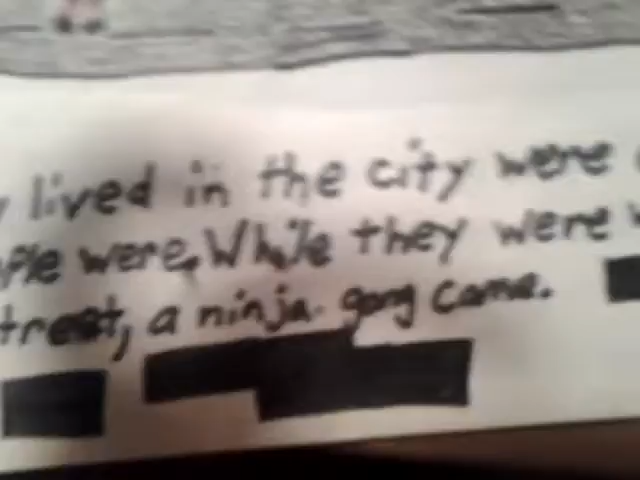 lived in the city were
were. While they were
a ninja gang came.